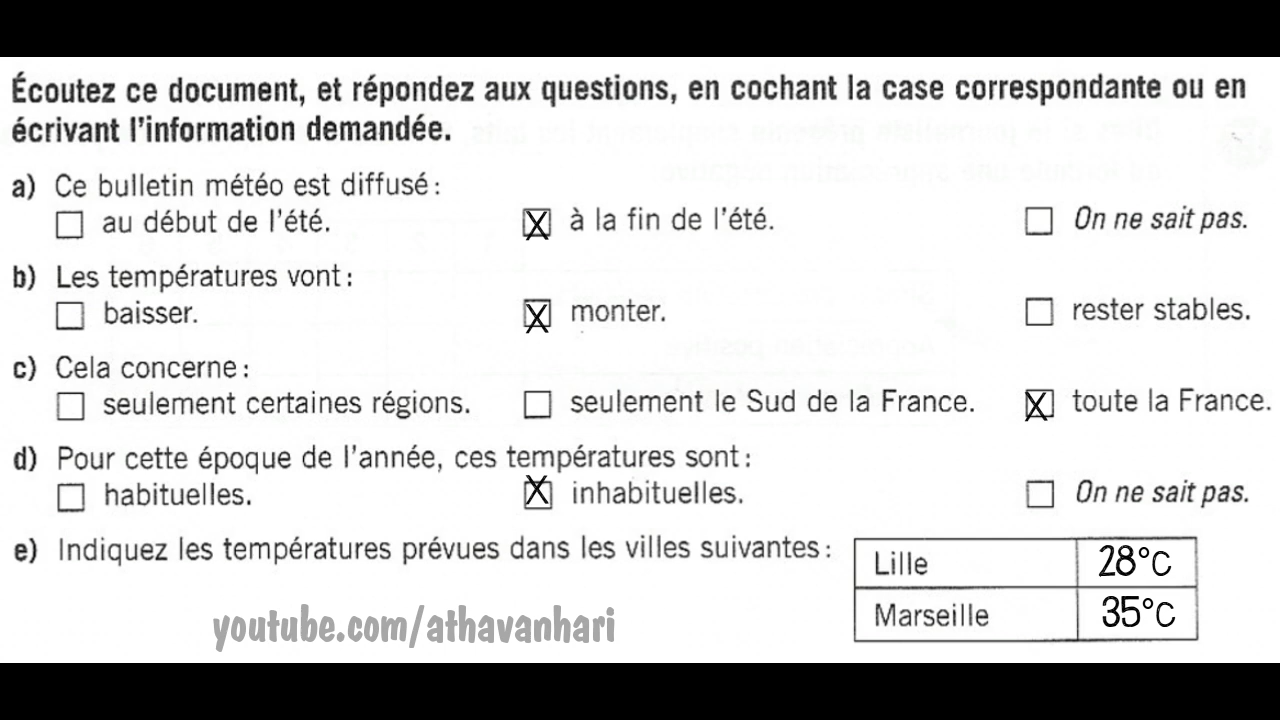 Écoutez ce document, et répondez aux questions, en cochant la case correspondante ou en
écrivant l'information demandée.
a) Ce bulletin météo est diffusé :
☐ au début de l'été. ☒ à la fin de l'été. ☐ On ne sait pas.
b) Les températures vont :
☐ baisser. ☒ monter. ☐ rester stables.
c) Cela concerne :
☐ seulement certaines régions. ☐ seulement le Sud de la France. ☒ toute la France.
d) Pour cette époque de l'année, ces températures sont :
☐ habituelles. ☒ inhabituelles. ☐ On ne sait pas.
e) Indiquez les températures prévues dans les villes suivantes :
Lille 28°C
Marseille 35°C
youtube.com/athavanhari